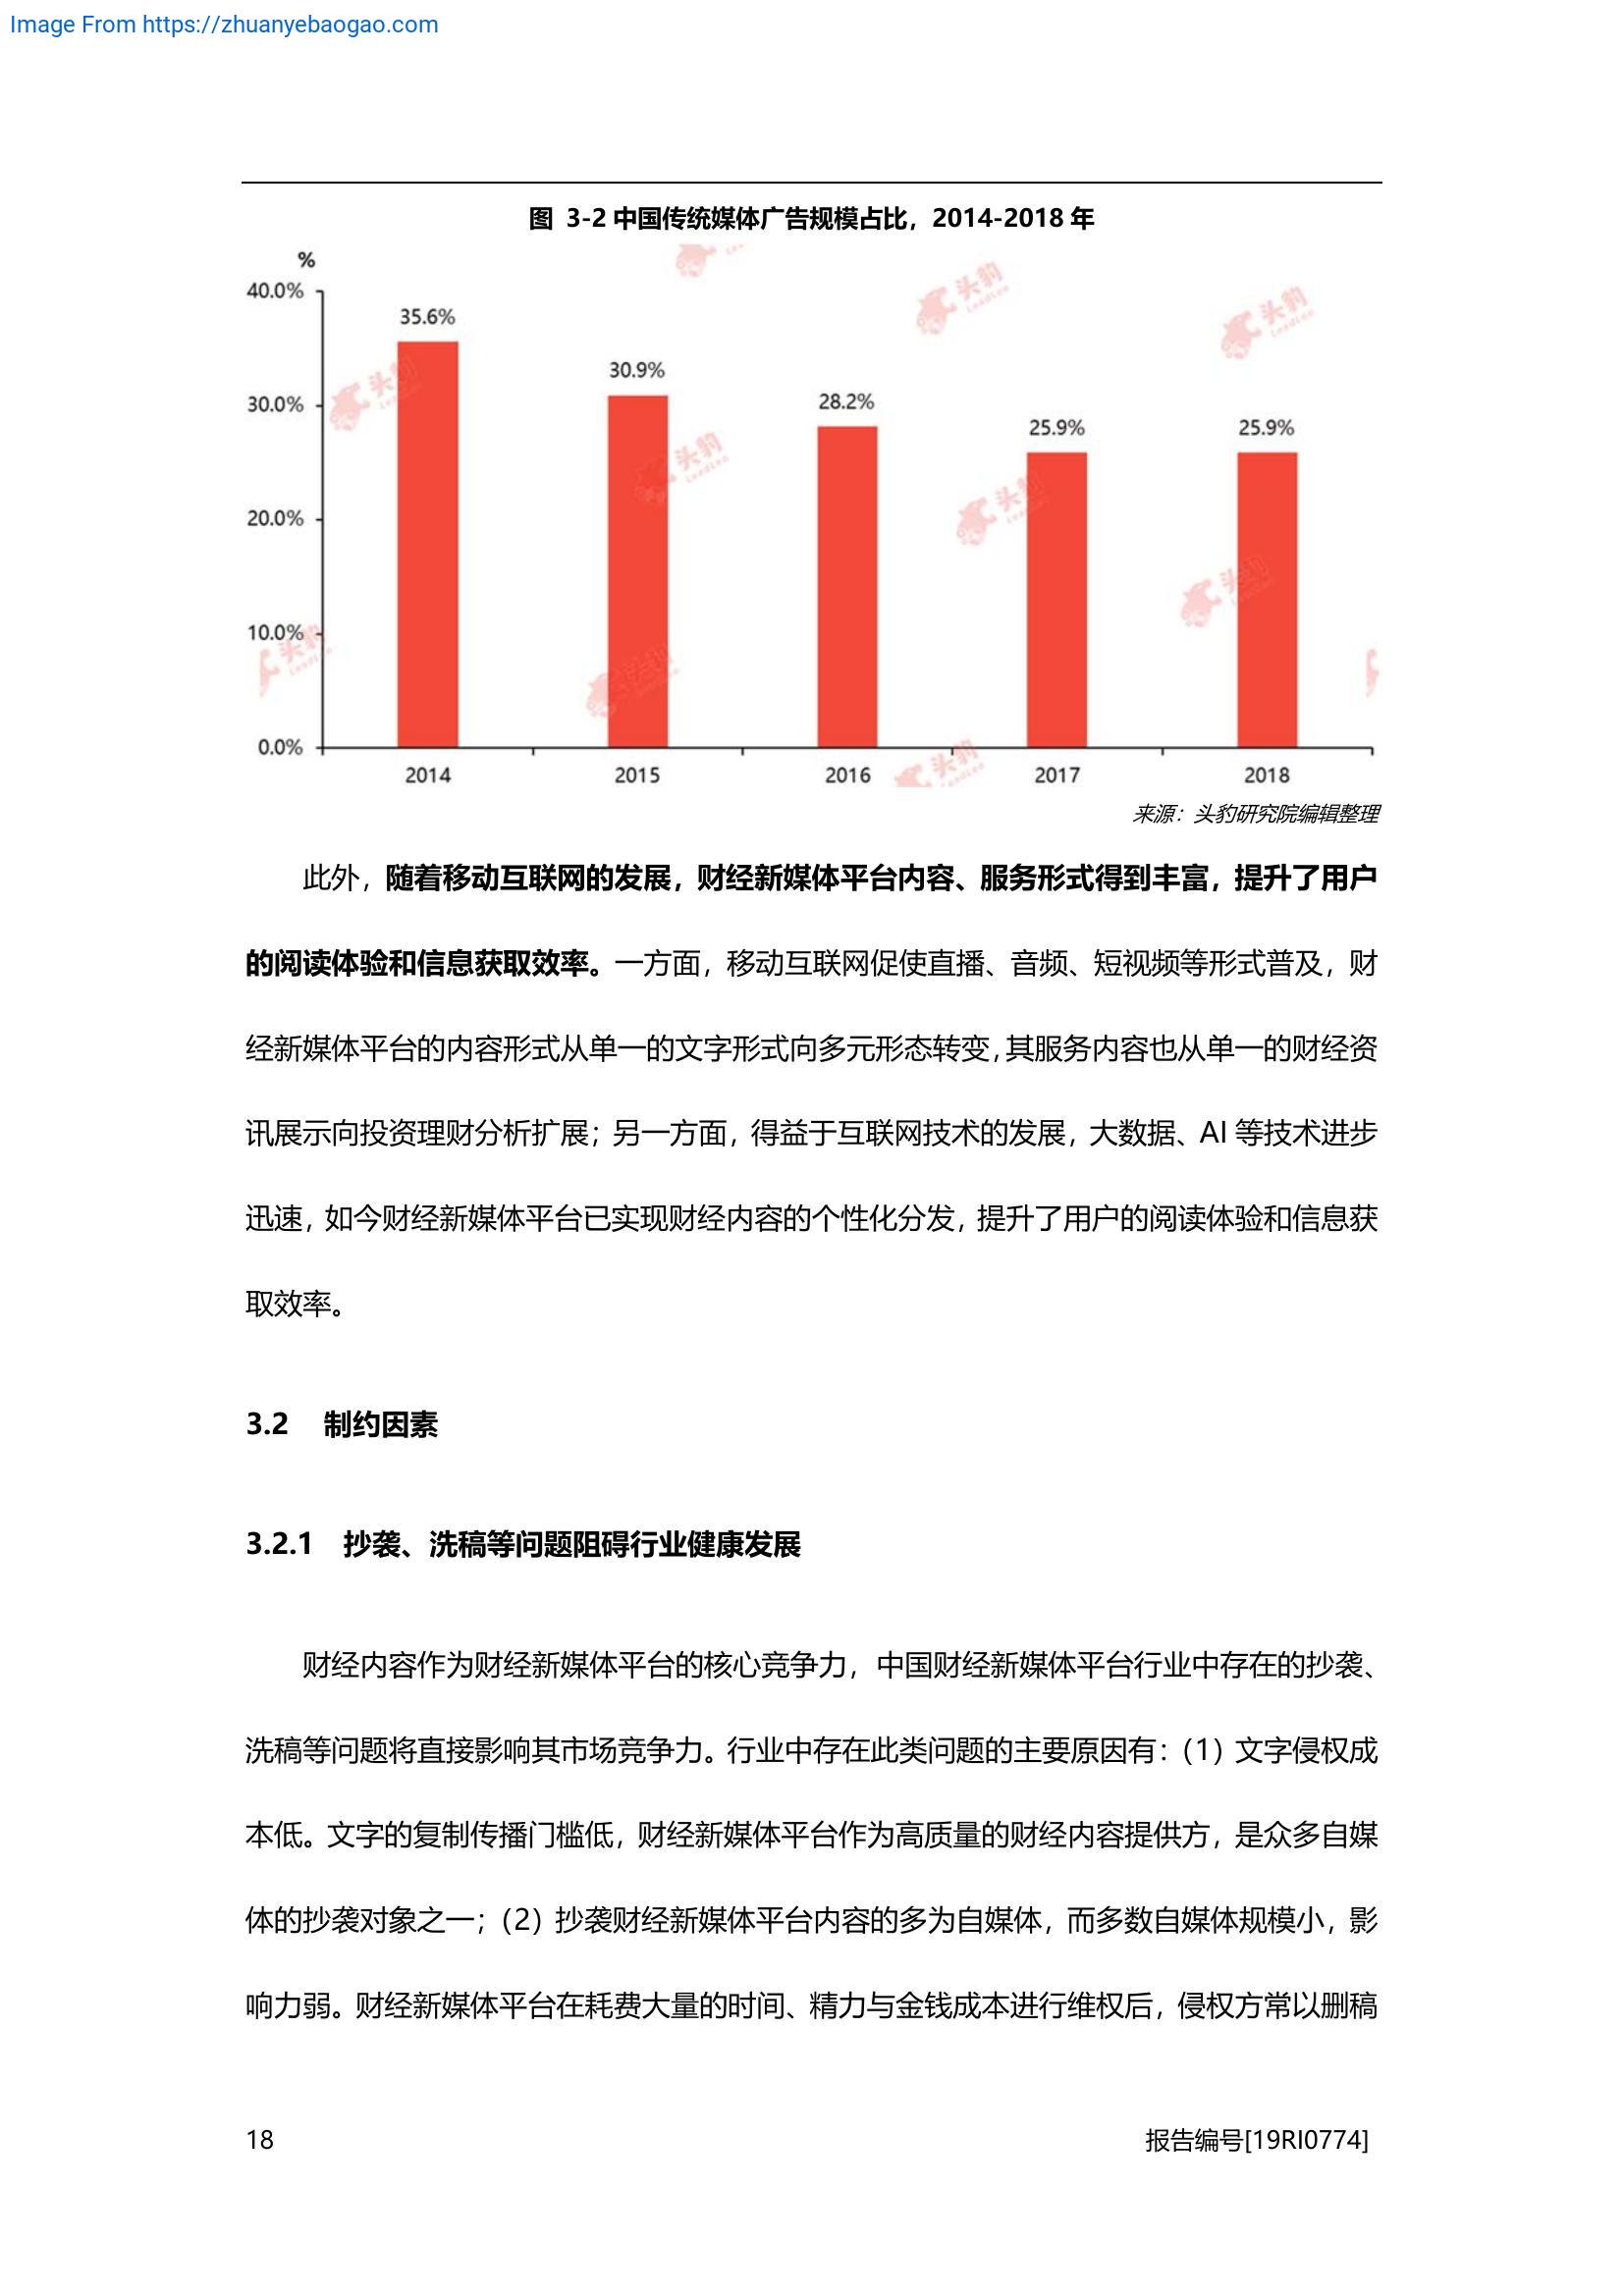 Image From https://zhuanyebaogao.com
图 3-2 中国传统媒体广告规模占比，2014-2018 年
%
40.0%
30.0%
20.0%
10.0%
0.0%
35.6%
30.9%
28.2%
25.9%
25.9%
2014
2015
2016
2017
2018
头豹
LeadLeo
来源：头豹研究院编辑整理
此外，随着移动互联网的发展，财经新媒体平台内容、服务形式得到丰富，提升了用户
的阅读体验和信息获取效率。一方面，移动互联网促使直播、音频、短视频等形式普及，财
经新媒体平台的内容形式从单一的文字形式向多元形态转变，其服务内容也从单一的财经资
讯展示向投资理财分析扩展；另一方面，得益于互联网技术的发展，大数据、AI 等技术进步
迅速，如今财经新媒体平台已实现财经内容的个性化分发，提升了用户的阅读体验和信息获
取效率。
3.2 制约因素
3.2.1 抄袭、洗稿等问题阻碍行业健康发展
财经内容作为财经新媒体平台的核心竞争力，中国财经新媒体平台行业中存在的抄袭、
洗稿等问题将直接影响其市场竞争力。行业中存在此类问题的主要原因有：（1）文字侵权成
本低。文字的复制传播门槛低，财经新媒体平台作为高质量的财经内容提供方，是众多自媒
体的抄袭对象之一；（2）抄袭财经新媒体平台内容的多为自媒体，而多数自媒体规模小，影
响力弱。财经新媒体平台在耗费大量的时间、精力与金钱成本进行维权后，侵权方常以删稿
18
报告编号[19RI0774]